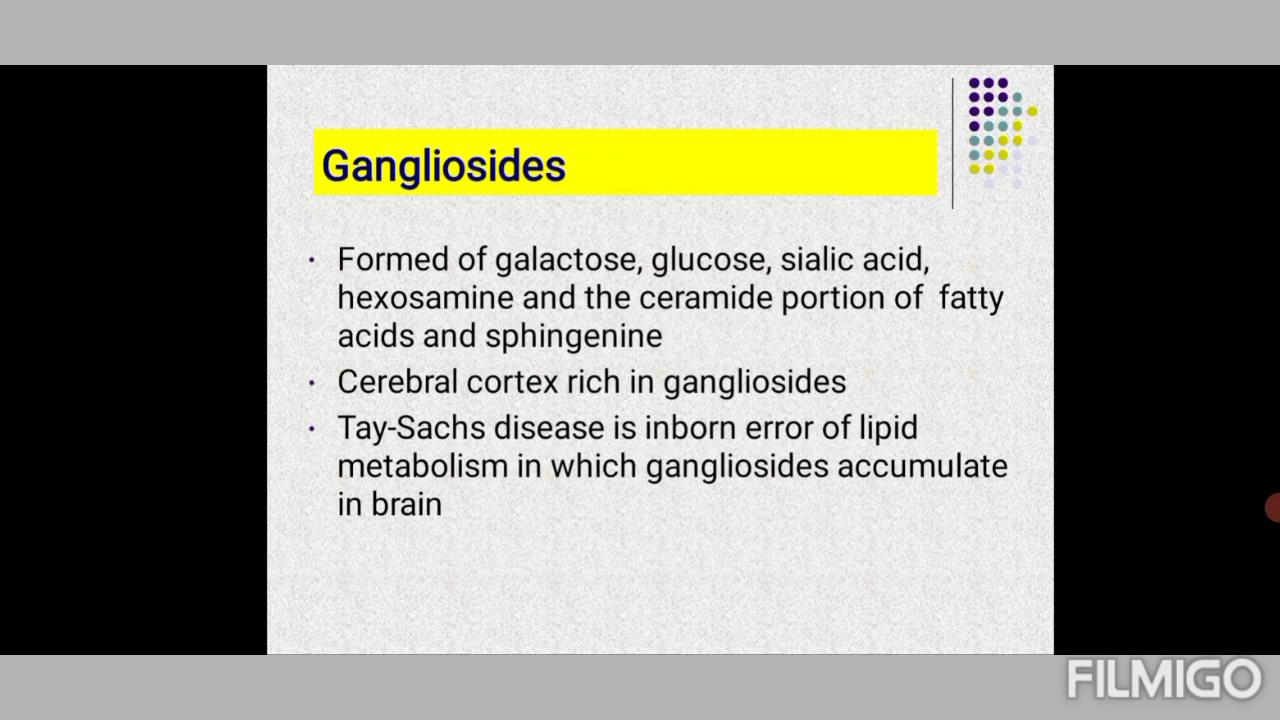 Gangliosides
• Formed of galactose, glucose, sialic acid,
hexosamine and the ceramide portion of fatty
acids and sphingenine
• Cerebral cortex rich in gangliosides
• Tay-Sachs disease is inborn error of lipid
metabolism in which gangliosides accumulate
in brain
FILMIGO